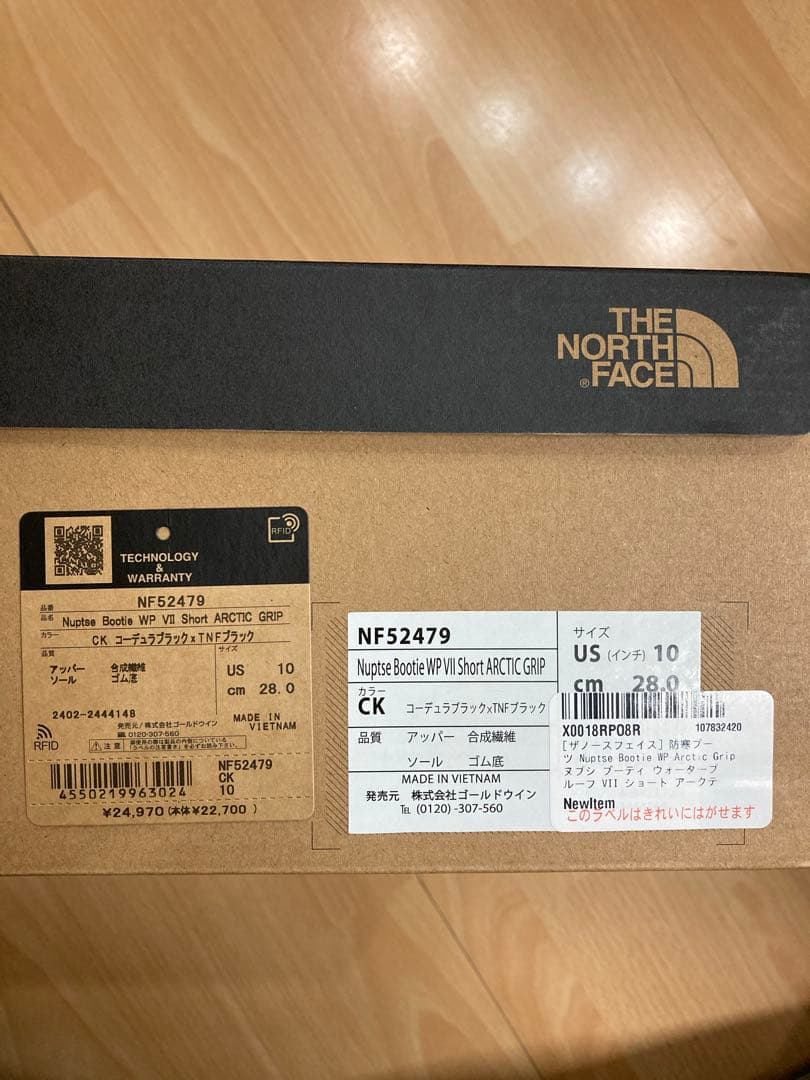 THE
NORTH
FACE
®
RFID
TECHNOLOGY
&
WARRANTY
品番 NF52479
品名 Nuptse Bootie WP VII Short ARCTIC GRIP
カラー CK コーデュラブラックxTNFブラック
品質 サイズ
アッパー 合成繊維 US 10
ソール ゴム底 cm 28.0
2402-2444148
発売元/株式会社ゴールドウイン
0120-307-560
MADE IN
VIETNAM
RFID
注意
NF52479
CK
10
4550219963024
¥24,970(本体¥22,700 )
NF52479
Nuptse Bootie WP VII Short ARCTIC GRIP
カラー
CK コーデュラブラックxTNFブラック
品質 アッパー 合成繊維
ソール ゴム底
MADE IN VIETNAM
発売元 株式会社ゴールドウイン
TEL (0120) -307-560
サイズ
US (インチ) 10
cm 28.0
X0018RPO8R 107832420
[ザノースフェイス] 防寒ブー
ツ Nuptse Bootie WP Arctic Grip
ヌプシ ブーティ ウォータープ
ルーフ VII ショート アークテ
NewItem
このラベルはきれいにはがせます